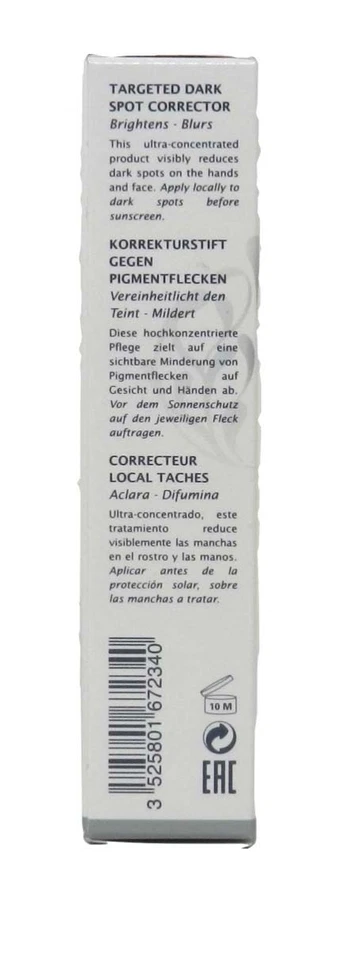 TARGETED DARK
SPOT CORRECTOR
Brightens - Blurs
This ultra-concentrated
product visibly reduces
dark spots on the hands
and face. Apply locally to
dark spots before
sunscreen.
KORREKTURSTIFT
GEGEN
PIGMENTFLECKEN
Vereinheitlicht den
Teint - Mildert
Diese hochkonzentrierte
Pflege zielt auf eine
sichtbare Minderung von
Pigmentflecken auf
Gesicht und Händen ab.
Vor dem Sonnenschutz
auf den jeweiligen Fleck
auftragen.
CORRECTEUR
LOCAL TACHES
Aclara - Difumina
Ultra-concentrado, este
tratamiento reduce
visiblemente las manchas
en el rostro y las manos.
Aplicar antes de la
protección solar, sobre
las manchas a tratar.
3 525801 672340
10 M
EAC